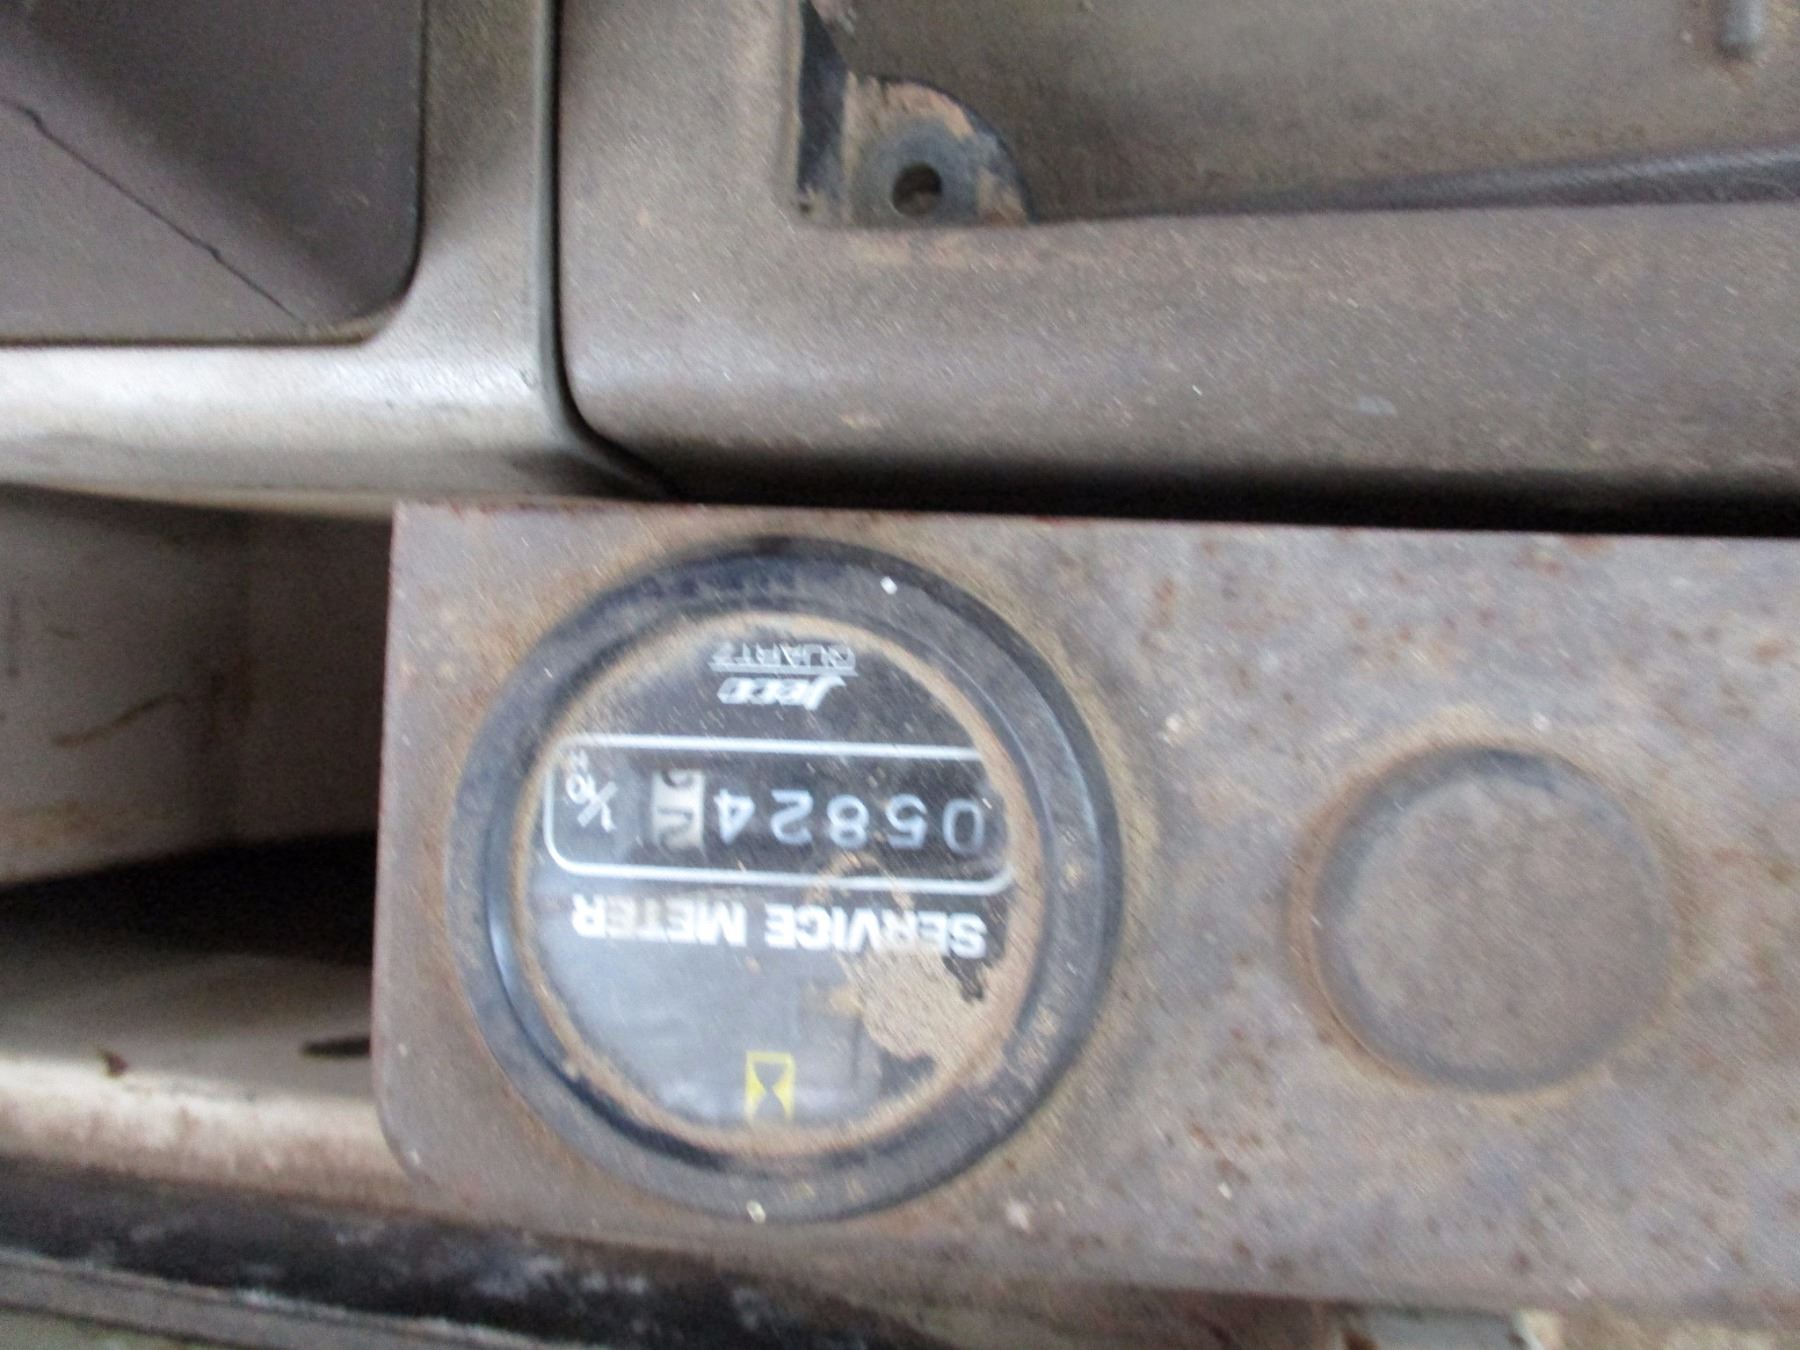 SERVICE METER
05824 1/10
Jeco
QUARTZ